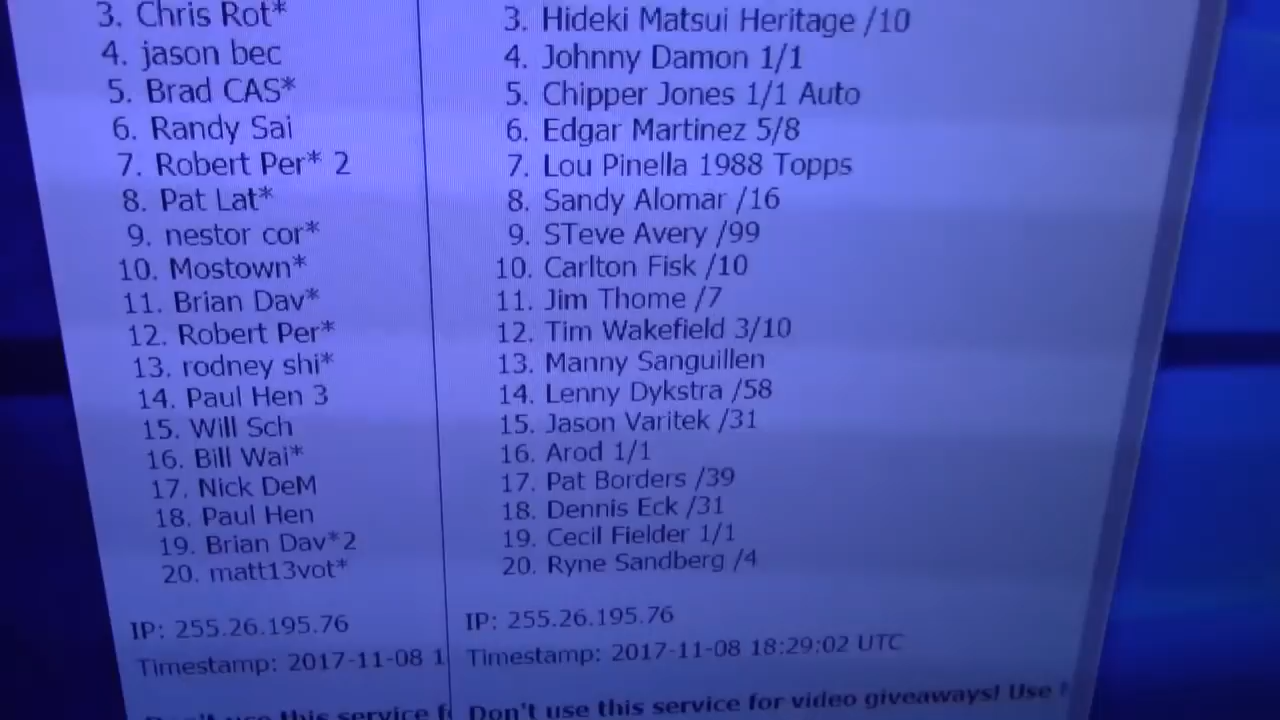 3. Chris Rot*
4. jason bec
5. Brad CAS*
6. Randy Sai
7. Robert Per* 2
8. Pat Lat*
9. nestor cor*
10. Mostown*
11. Brian Dav*
12. Robert Per*
13. rodney shi*
14. Paul Hen 3
15. Will Sch
16. Bill Wai*
17. Nick DeM
18. Paul Hen
19. Brian Dav*2
20. matt13vot*
IP: 255.26.195.76
Timestamp: 2017-11-08 1
Don't use this service f
3. Hideki Matsui Heritage /10
4. Johnny Damon 1/1
5. Chipper Jones 1/1 Auto
6. Edgar Martinez 5/8
7. Lou Pinella 1988 Topps
8. Sandy Alomar /16
9. STeve Avery /99
10. Carlton Fisk /10
11. Jim Thome /7
12. Tim Wakefield 3/10
13. Manny Sanguillen
14. Lenny Dykstra /58
15. Jason Varitek /31
16. Arod 1/1
17. Pat Borders /39
18. Dennis Eck /31
19. Cecil Fielder 1/1
20. Ryne Sandberg /4
IP: 255.26.195.76
Timestamp: 2017-11-08 18:29:02 UTC
Don't use this service for video giveaways! Use